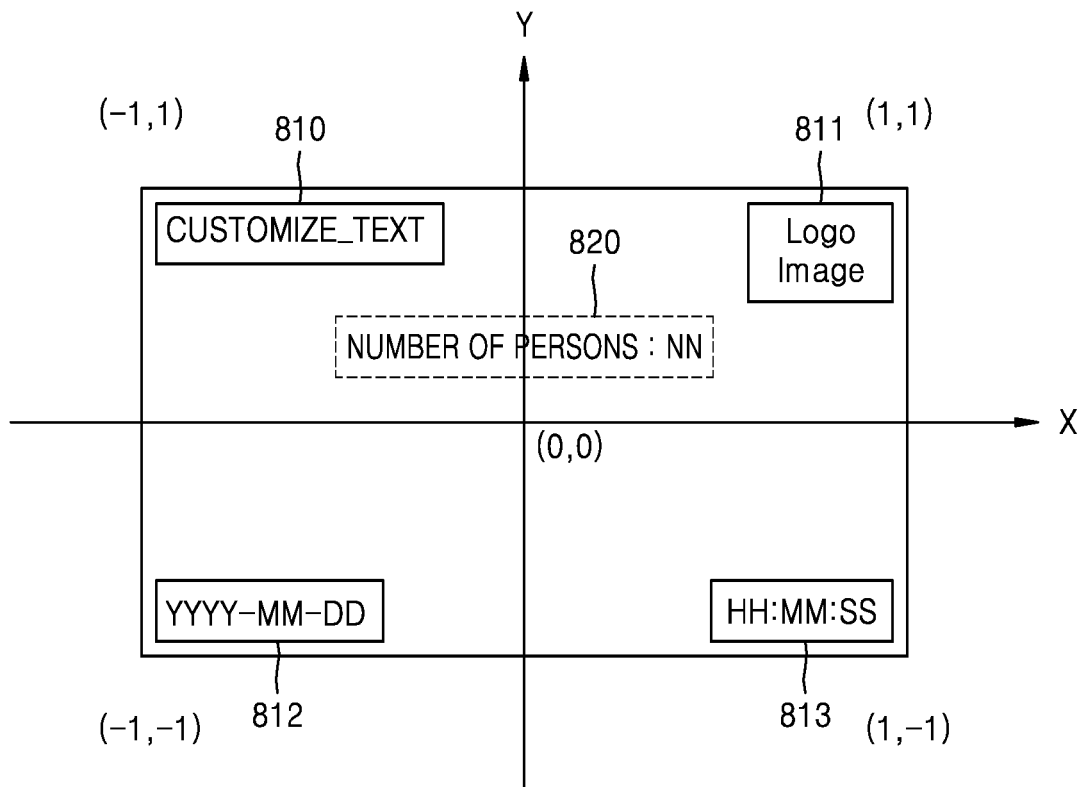 Y
(−1,1)
810
811
(1,1)
CUSTOMIZE_TEXT
Logo
Image
820
NUMBER OF PERSONS : NN
X
(0,0)
YYYY−MM−DD
HH:MM:SS
(−1,−1)
812
813
(1,−1)